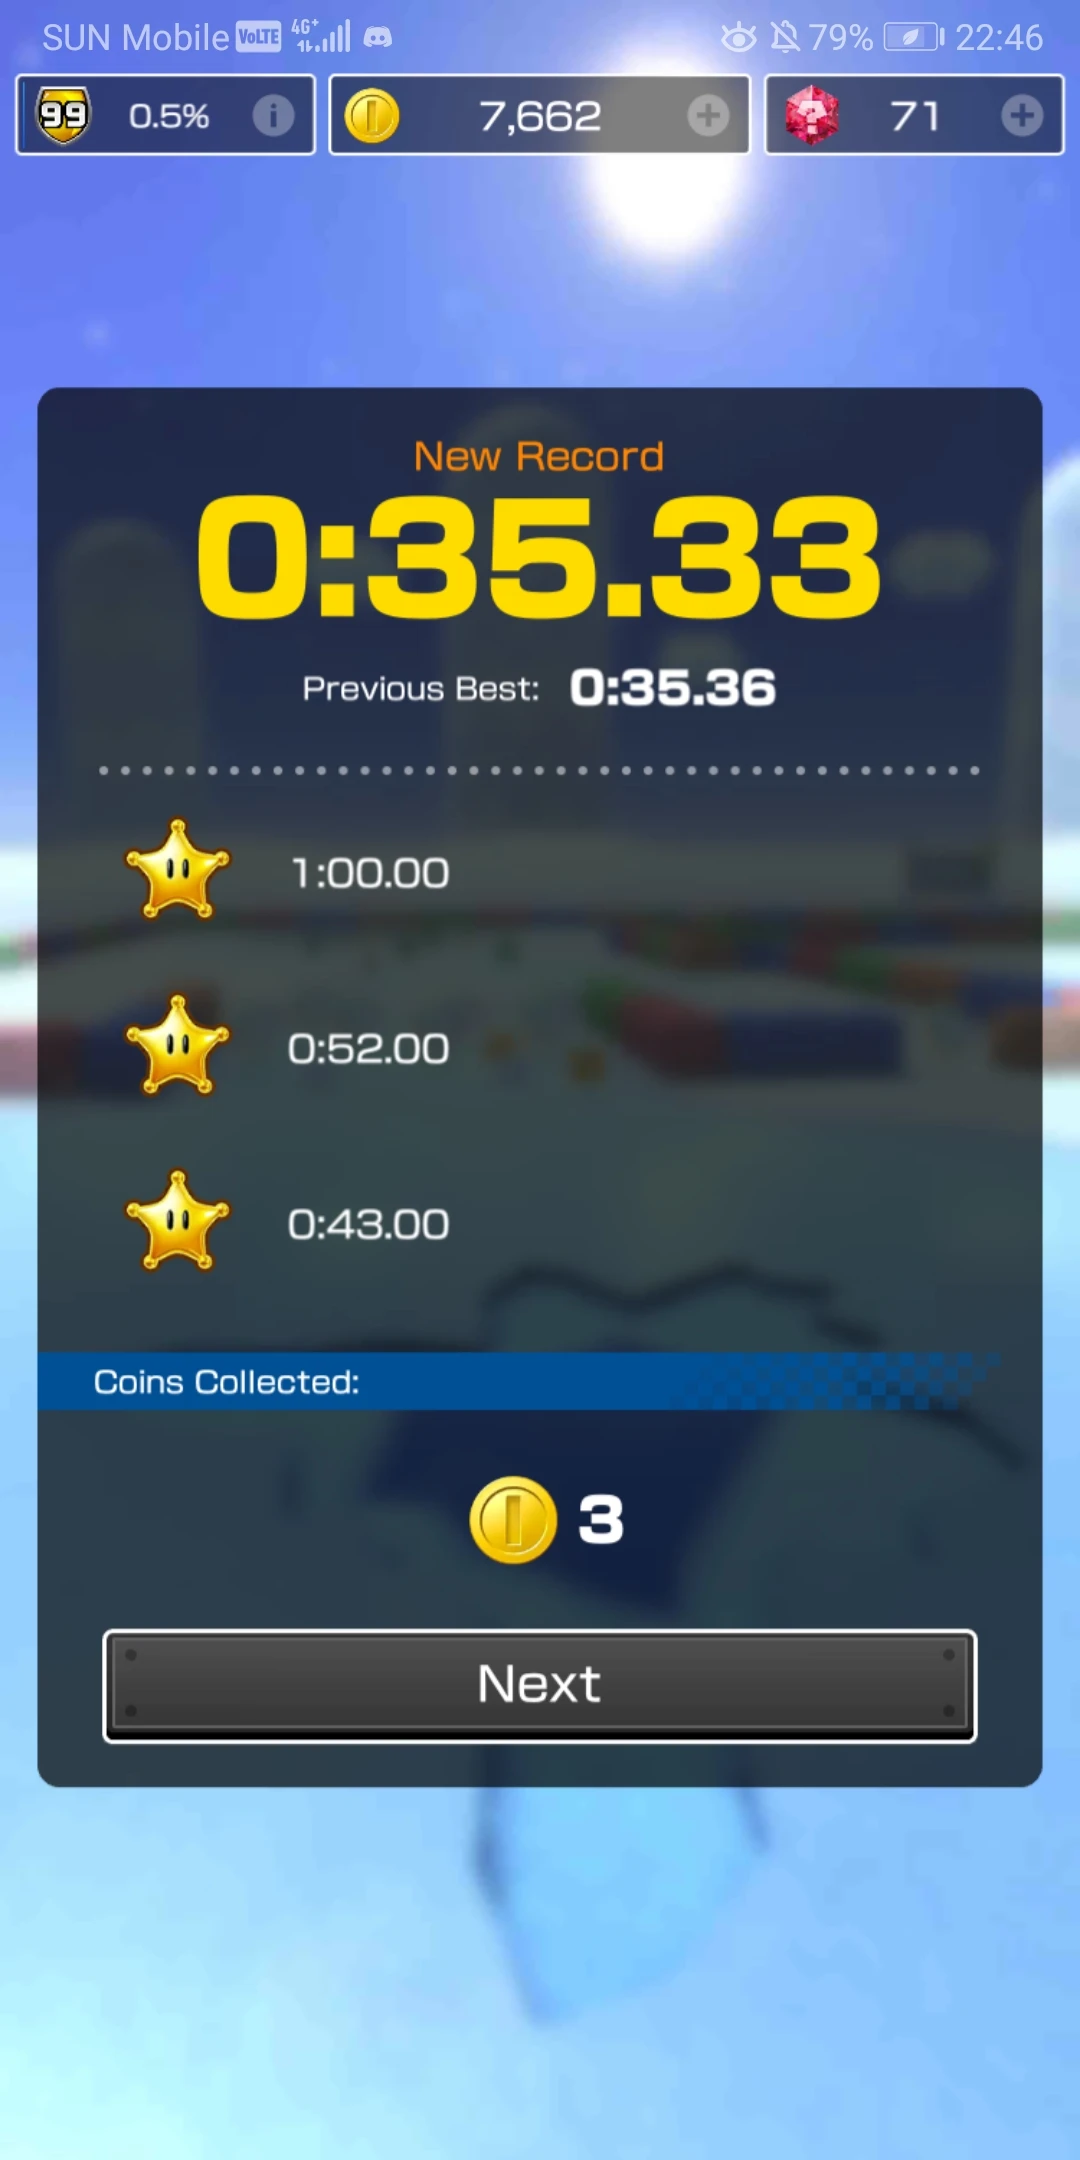 SUN Mobile VoLTE 4G+ 79% 22:46
99 0.5% i 7,662 + ? 71 +
New Record
0:35.33
Previous Best: 0:35.36
1:00.00
0:52.00
0:43.00
Coins Collected:
3
Next